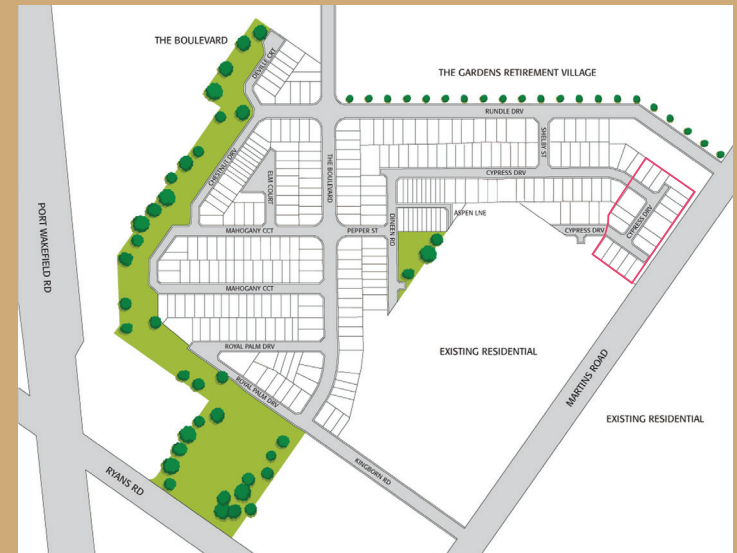 THE BOULEVARD
DEVILLE CRT
THE GARDENS RETIREMENT VILLAGE
RUNDLE DRV
SHELBY ST
CHESTNUT DRV
ELM COURT
THE BOULEVARD
CYPRESS DRV
PORT WAKEFIELD RD
MAHOGANY CCT
PEPPER ST
DINEEN RD
ASPEN LNE
CYPRESS DRV
CYPRESS DRV
MAHOGANY CCT
ROYAL PALM DRV
EXISTING RESIDENTIAL
MARTINS ROAD
ROYAL PALM DRV
EXISTING RESIDENTIAL
KINGBORN RD
RYANS RD